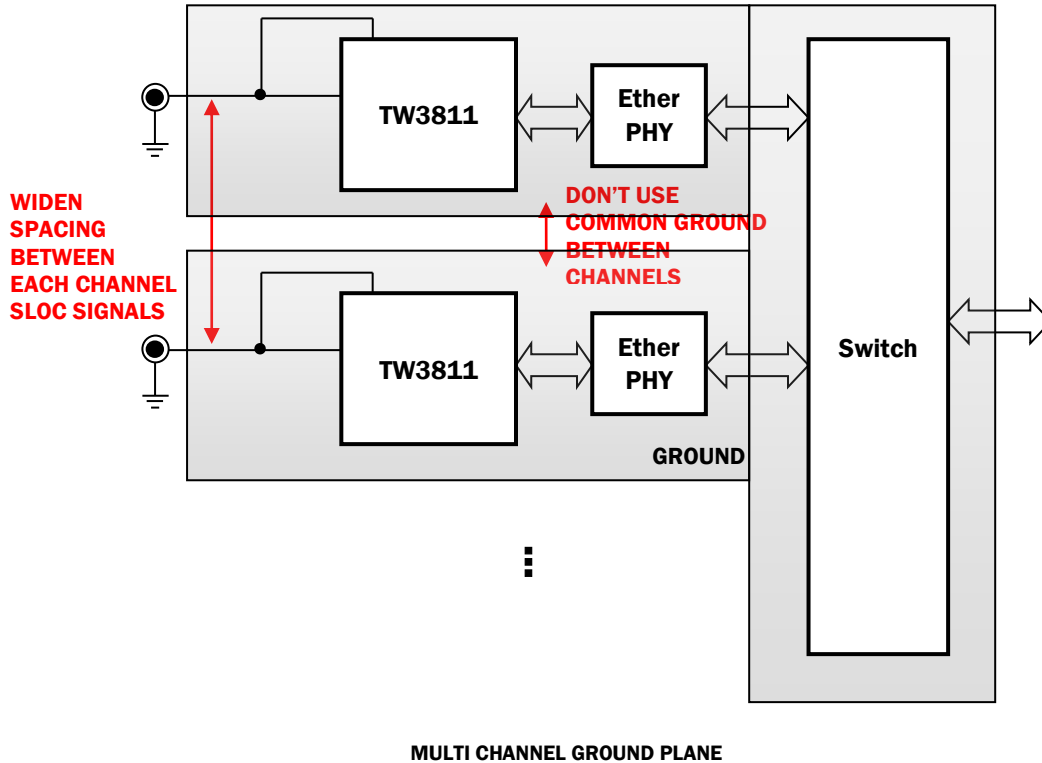 TW3811
Ether
PHY
WIDEN
SPACING
BETWEEN
EACH CHANNEL
SLOC SIGNALS
DON'T USE
COMMON GROUND
BETWEEN
CHANNELS
TW3811
Ether
PHY
Switch
GROUND
MULTI CHANNEL GROUND PLANE